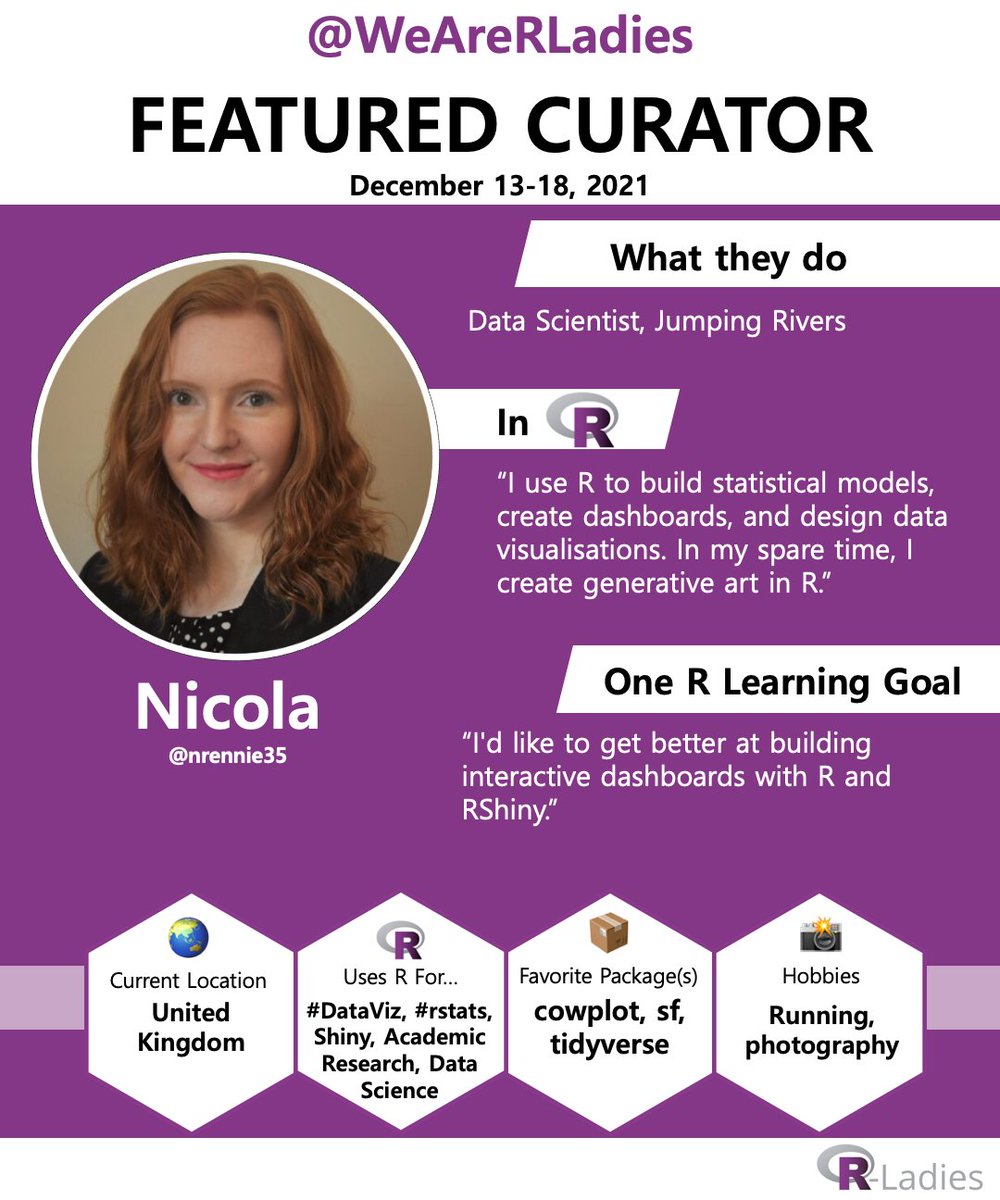 @WeAreRLadies
FEATURED CURATOR
December 13-18, 2021
What they do
Data Scientist, Jumping Rivers
In R
“I use R to build statistical models,
create dashboards, and design data
visualisations. In my spare time, I
create generative art in R.”
Nicola
@nrennie35
One R Learning Goal
“I'd like to get better at building
interactive dashboards with R and
RShiny.”
Current Location
United
Kingdom
R
Uses R For...
#DataViz, #rstats,
Shiny, Academic
Research, Data
Science
Favorite Package(s)
cowplot, sf,
tidyverse
Hobbies
Running,
photography
R-Ladies